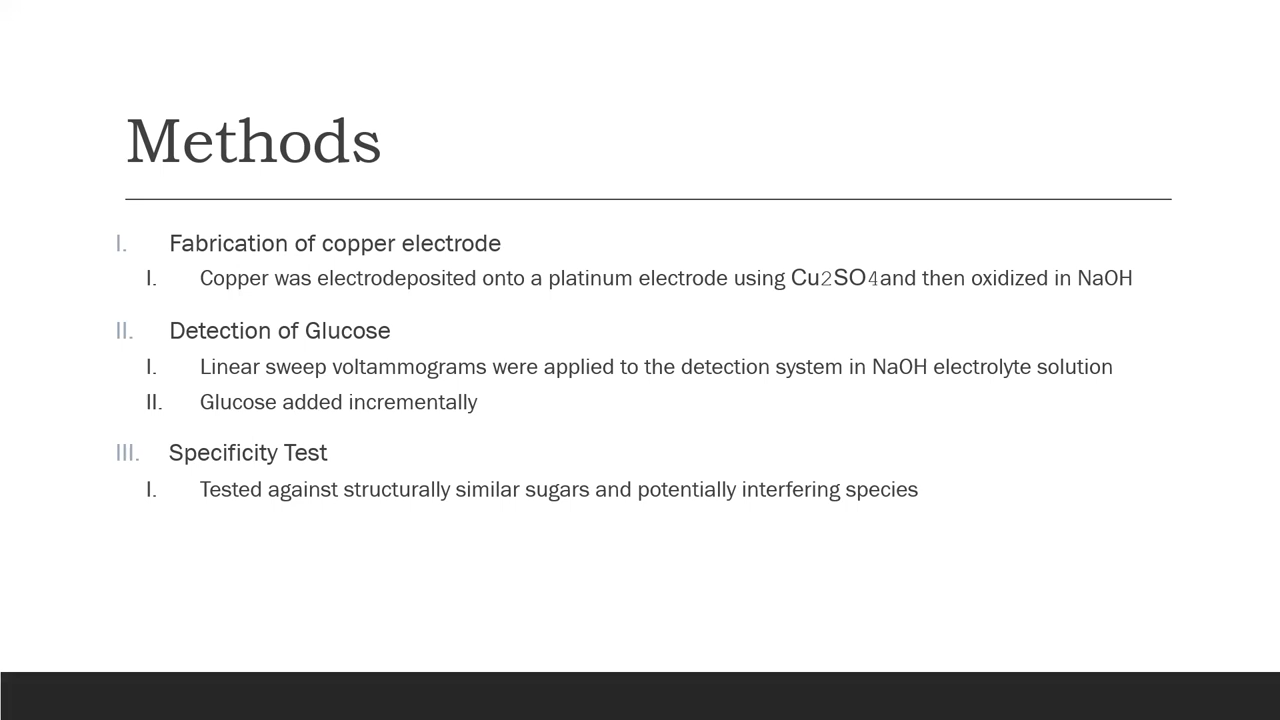 Methods
I. Fabrication of copper electrode
I. Copper was electrodeposited onto a platinum electrode using Cu2SO4and then oxidized in NaOH
II. Detection of Glucose
I. Linear sweep voltammograms were applied to the detection system in NaOH electrolyte solution
II. Glucose added incrementally
III. Specificity Test
I. Tested against structurally similar sugars and potentially interfering species